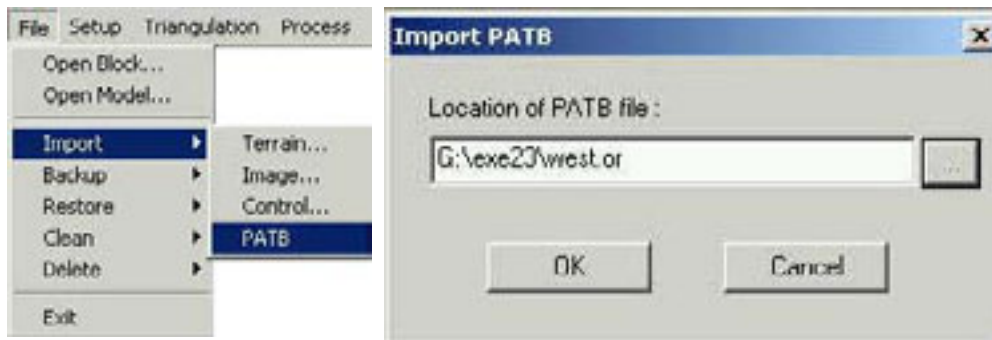 File Setup Triangulation Process
Open Block...
Open Model...
Import
Backup
Restore
Clean
Delete
Exit
Terrain...
Image...
Control...
PATB
Import PATB
Location of PATB file :
G:\exe23\west.or
...
OK
Cancel